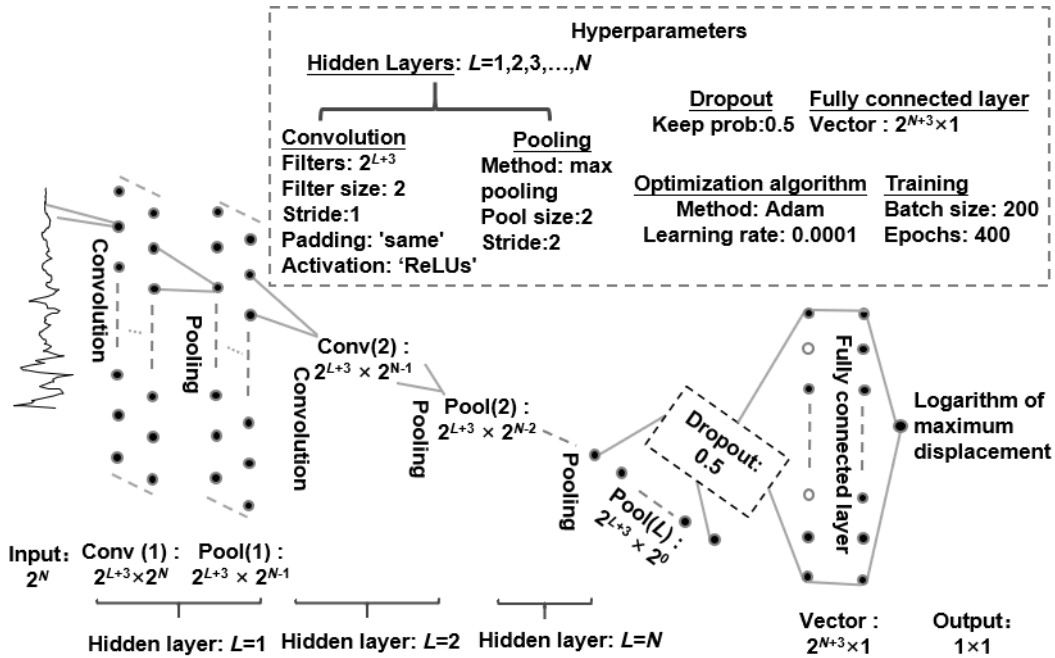 Hyperparameters
Hidden Layers: L=1,2,3,…,N
Convolution
Filters: 2^{L+3}
Filter size: 2
Stride:1
Padding: 'same'
Activation: ‘ReLUs'
Pooling
Method: max
pooling
Pool size:2
Stride:2
Dropout
Keep prob:0.5
Fully connected layer
Vector : 2^{N+3}×1
Optimization algorithm
Method: Adam
Learning rate: 0.0001
Training
Batch size: 200
Epochs: 400
Convolution
Pooling
Conv(2) :
2^{L+3} × 2^{N-1}
Convolution
Pooling
Pool(2) :
2^{L+3} × 2^{N-2}
Pooling
Pool(L) :
2^{L+3} × 2^0
Dropout:
0.5
Fully connected layer
Logarithm of
maximum
displacement
Input:
2^N
Conv (1) :
2^{L+3}×2^N
Pool(1) :
2^{L+3} × 2^{N-1}
Hidden layer: L=1
Hidden layer: L=2
Hidden layer: L=N
Vector :
2^{N+3}×1
Output:
1×1